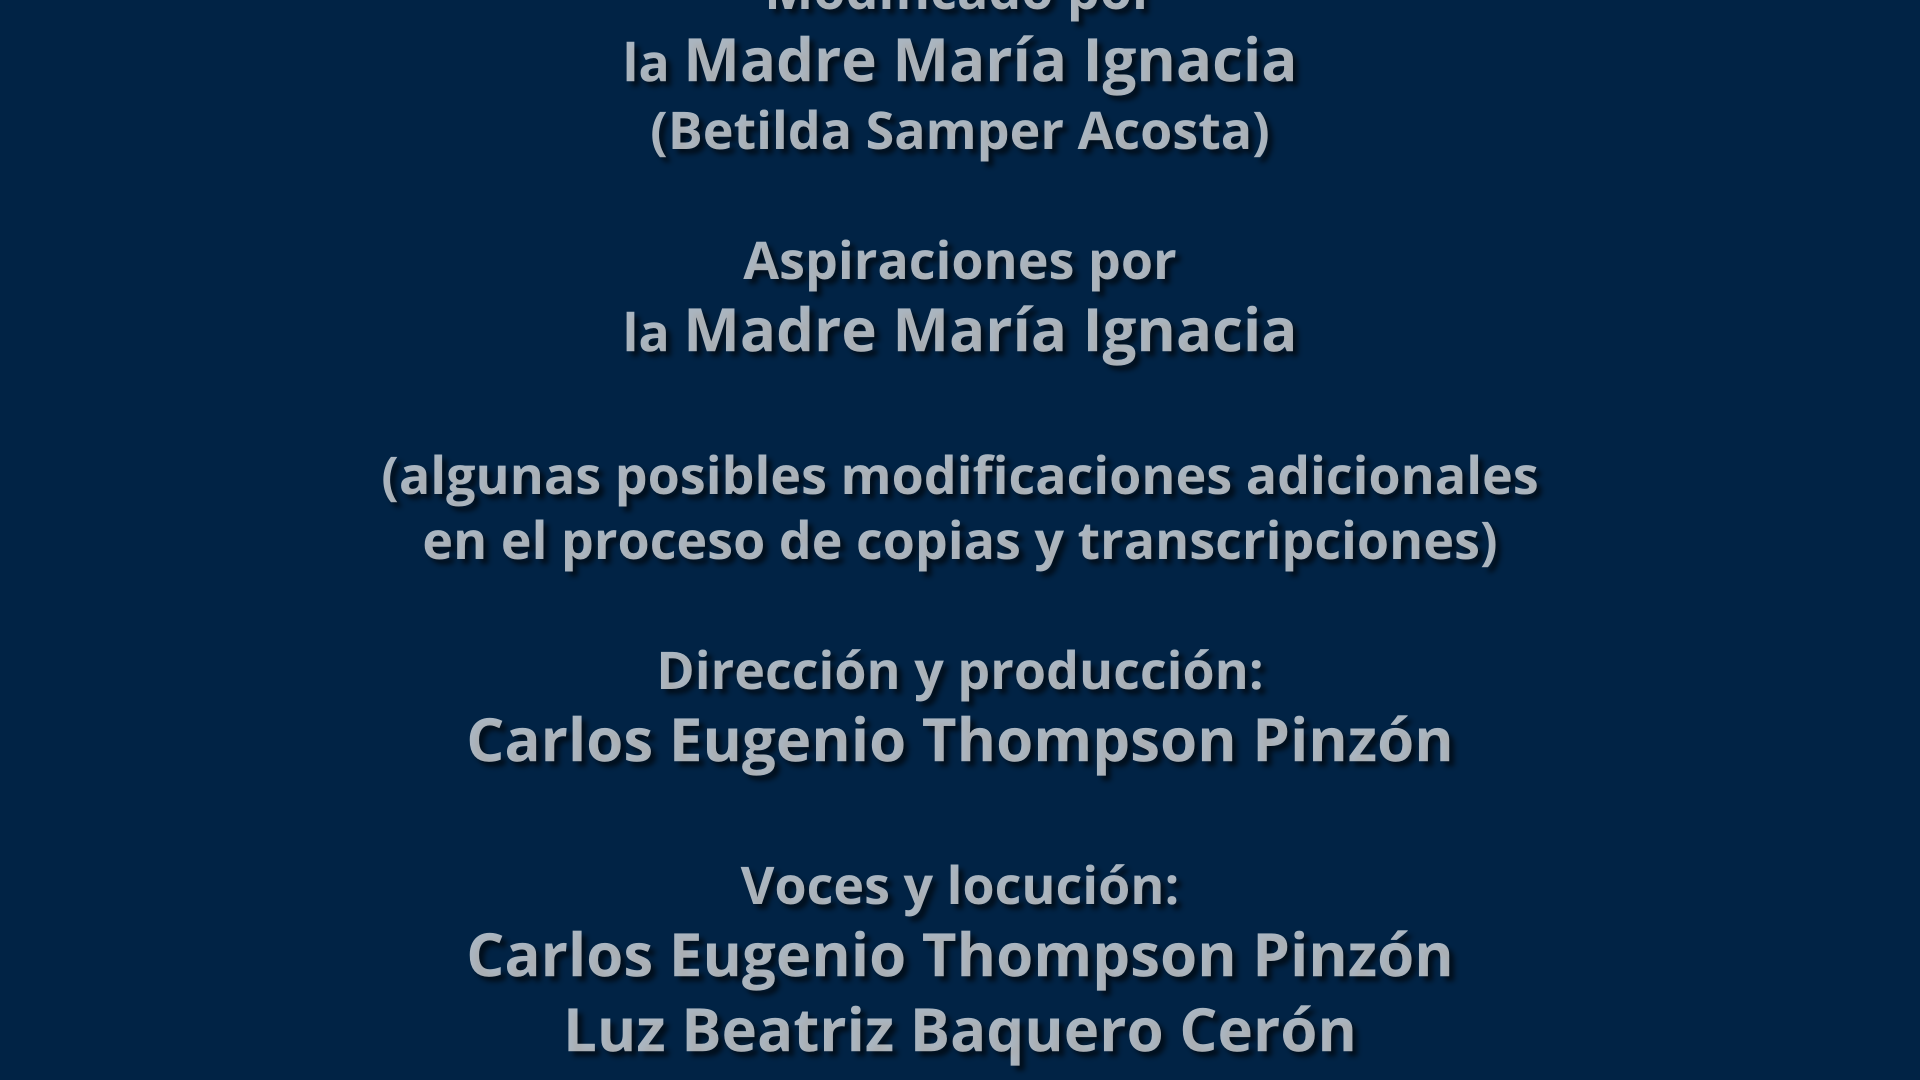 Modificado por
la Madre María Ignacia
(Betilda Samper Acosta)
Aspiraciones por
la Madre María Ignacia
(algunas posibles modificaciones adicionales
en el proceso de copias y transcripciones)
Dirección y producción:
Carlos Eugenio Thompson Pinzón
Voces y locución:
Carlos Eugenio Thompson Pinzón
Luz Beatriz Baquero Cerón